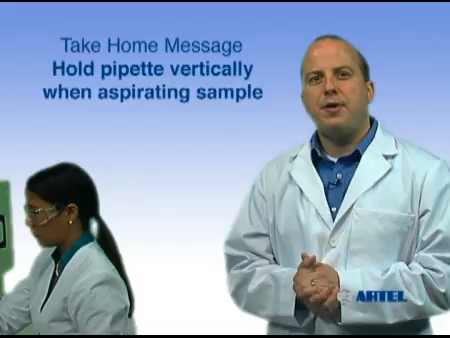 Take Home Message
Hold pipette vertically
when aspirating sample
ARTEL